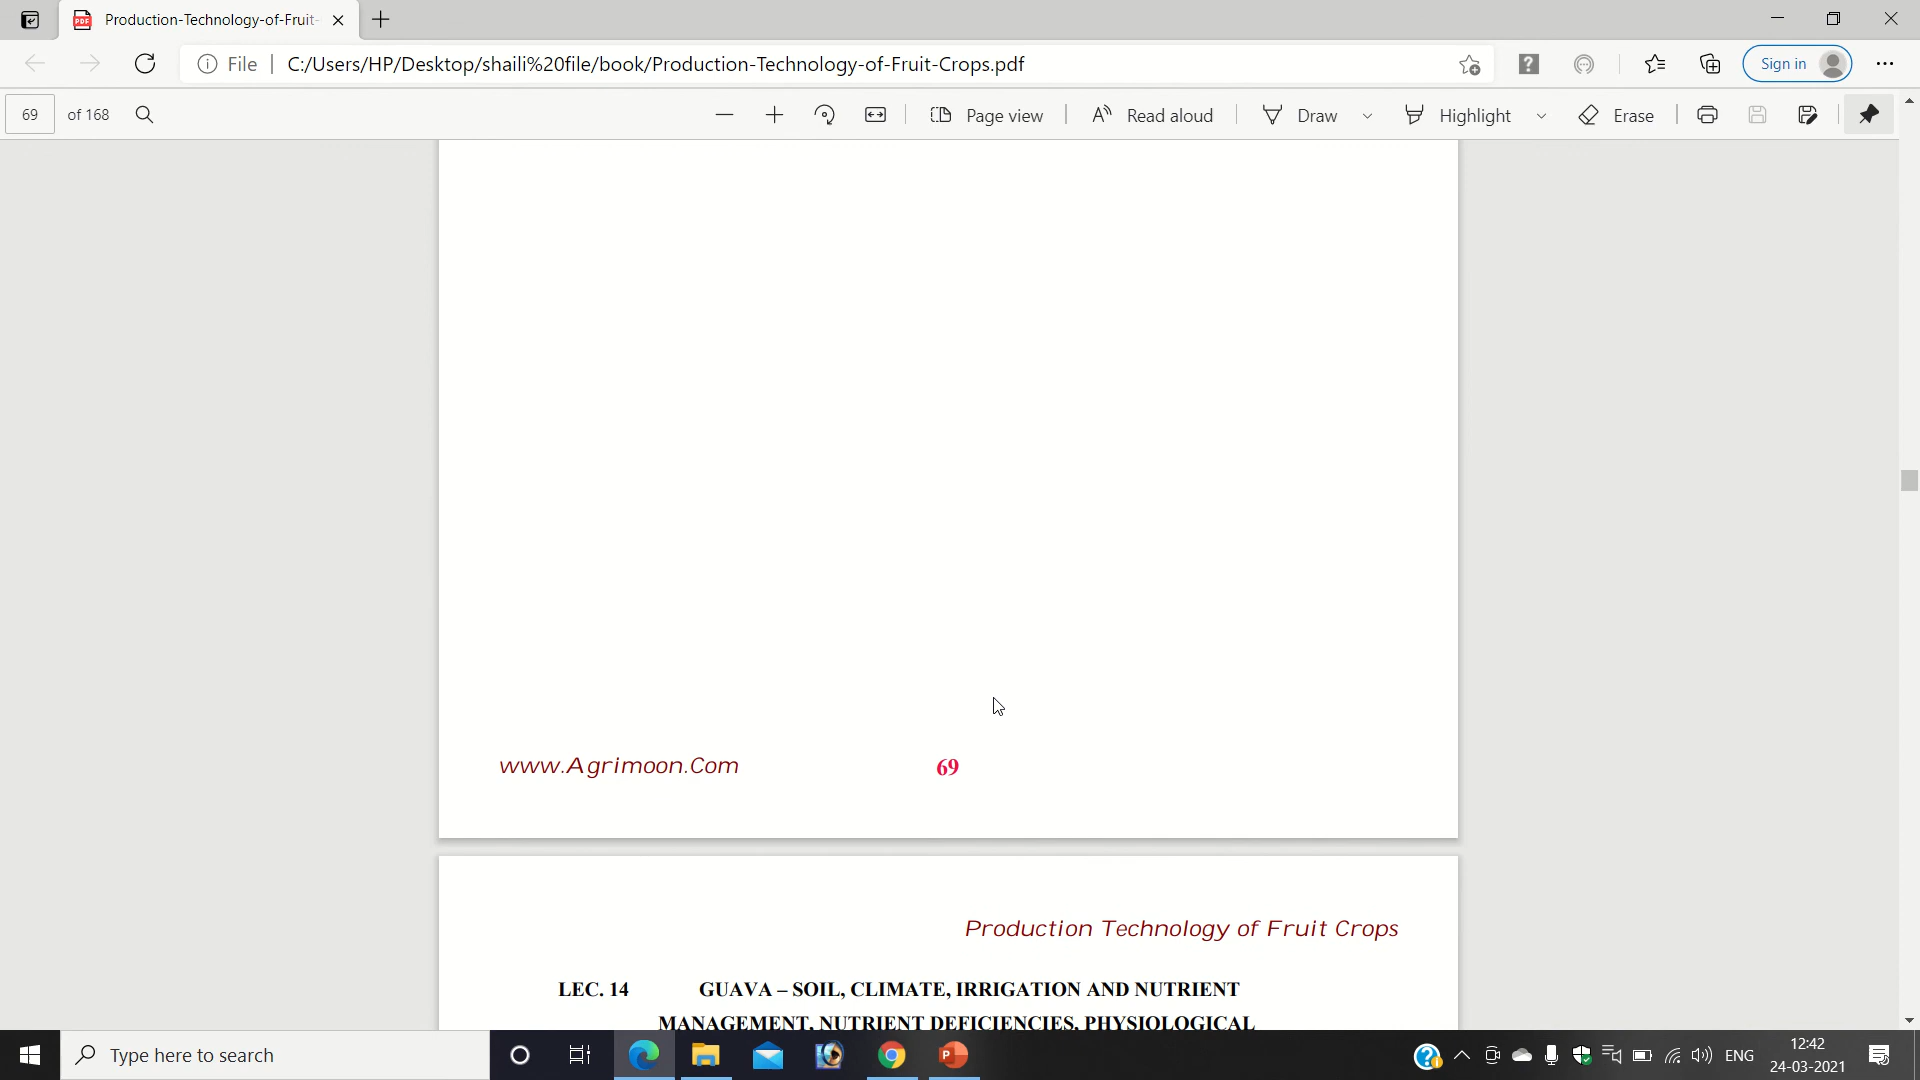 Production-Technology-of-Fruit-
File
C:/Users/HP/Desktop/shaili%20file/book/Production-Technology-of-Fruit-Crops.pdf
Sign in
69 of 168
Page view
Read aloud
Draw
Highlight
Erase
www.Agrimoon.Com
69
Production Technology of Fruit Crops
LEC. 14 GUAVA – SOIL, CLIMATE, IRRIGATION AND NUTRIENT
MANAGEMENT, NUTRIENT DEFICIENCIES, PHYSIOLOGICAL
Type here to search
ENG
12:42
24-03-2021